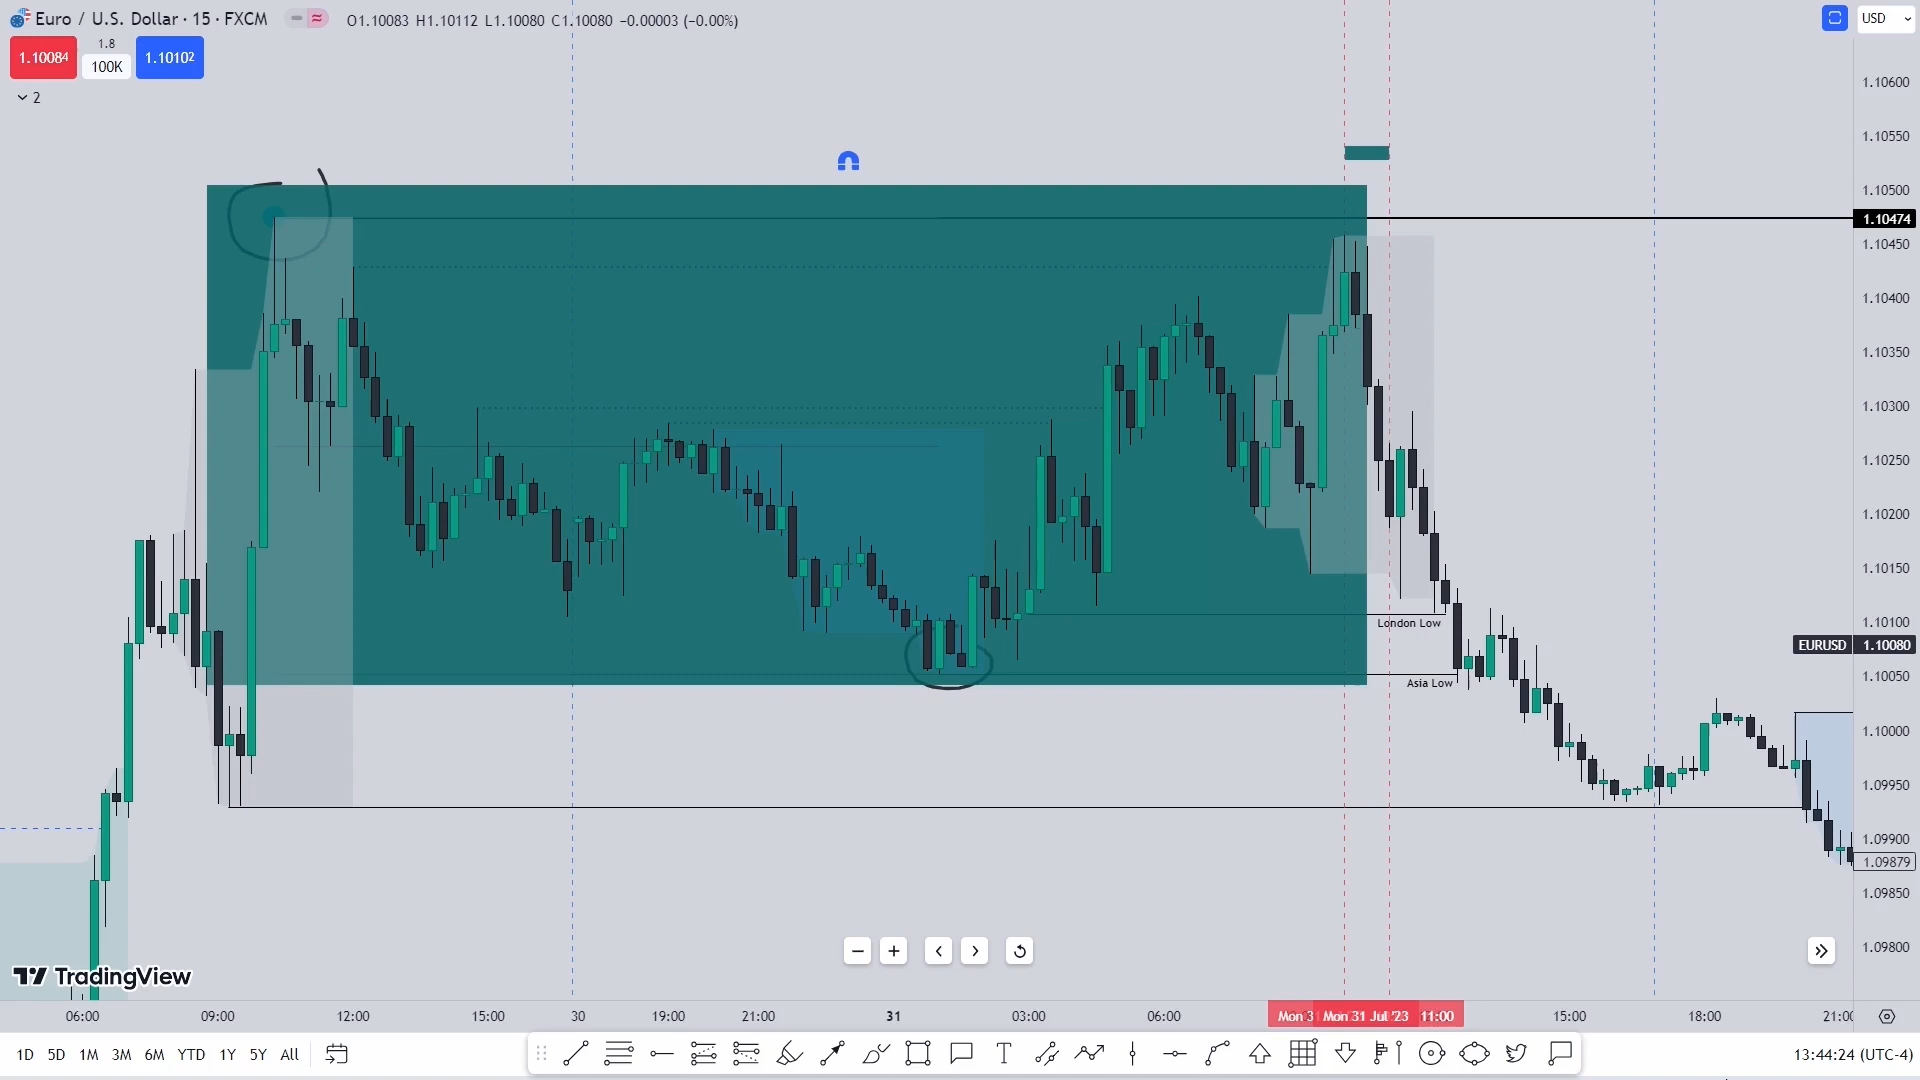 Euro / U.S. Dollar · 15 · FXCM
O1.10083 H1.10112 L1.10080 C1.10080 −0.00003 (−0.00%)
USD
1.10084
1.8
100K
1.10102
2
1.10600
1.10550
1.10500
1.10474
1.10450
1.10400
1.10350
1.10300
1.10250
1.10200
1.10150
1.10100
London Low
EURUSD 1.10080
1.10050
Asia Low
1.10000
1.09950
1.09900
1.09879
1.09850
1.09800
TradingView
06:00 09:00 12:00 15:00 30 19:00 21:00 31 03:00 06:00 Mon 3 Mon 31 Jul '23 11:00 15:00 18:00 21:00
1D 5D 1M 3M 6M YTD 1Y 5Y All
13:44:24 (UTC-4)